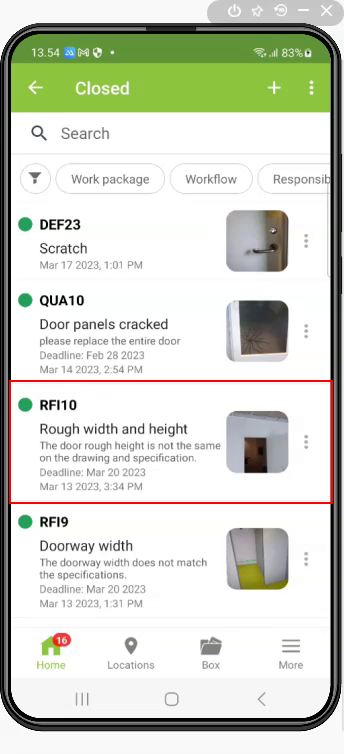 13.54
83%
Closed
Search
Work package
Workflow
Responsib
DEF23
Scratch
Mar 17 2023, 1:01 PM
QUA10
Door panels cracked
please replace the entire door
Deadline: Feb 28 2023
Mar 14 2023, 2:54 PM
RFI10
Rough width and height
The door rough height is not the same
on the drawing and specification.
Deadline: Mar 20 2023
Mar 13 2023, 3:34 PM
RFI9
Doorway width
The doorway width does not match
the specifications.
Deadline: Mar 20 2023
Mar 13 2023, 1:31 PM
16
Home
Locations
Box
More